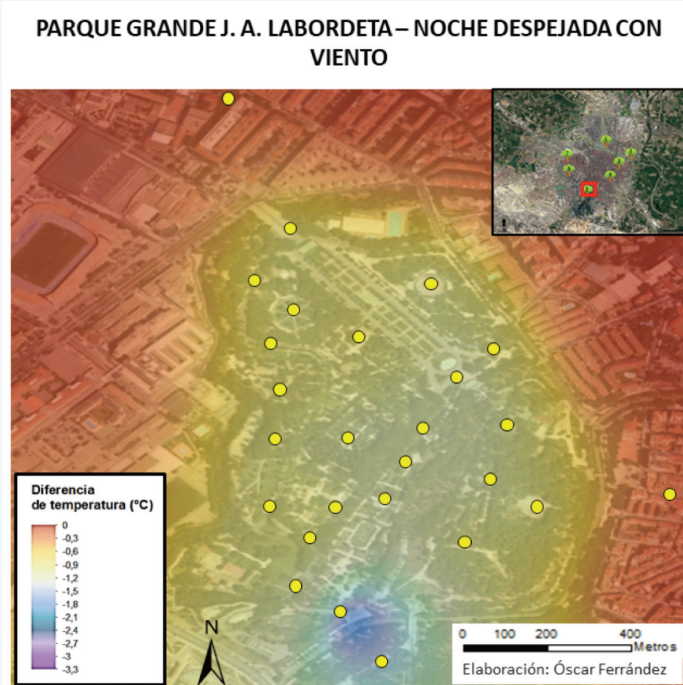 PARQUE GRANDE J. A. LABORDETA – NOCHE DESPEJADA CON
VIENTO
Diferencia
de temperatura (ºC)
0
-0,3
-0,6
-0,9
-1,2
-1,5
-1,8
-2,1
-2,4
-2,7
-3
-3,3
N
0 100 200 400
Metros
Elaboración: Óscar Ferrández